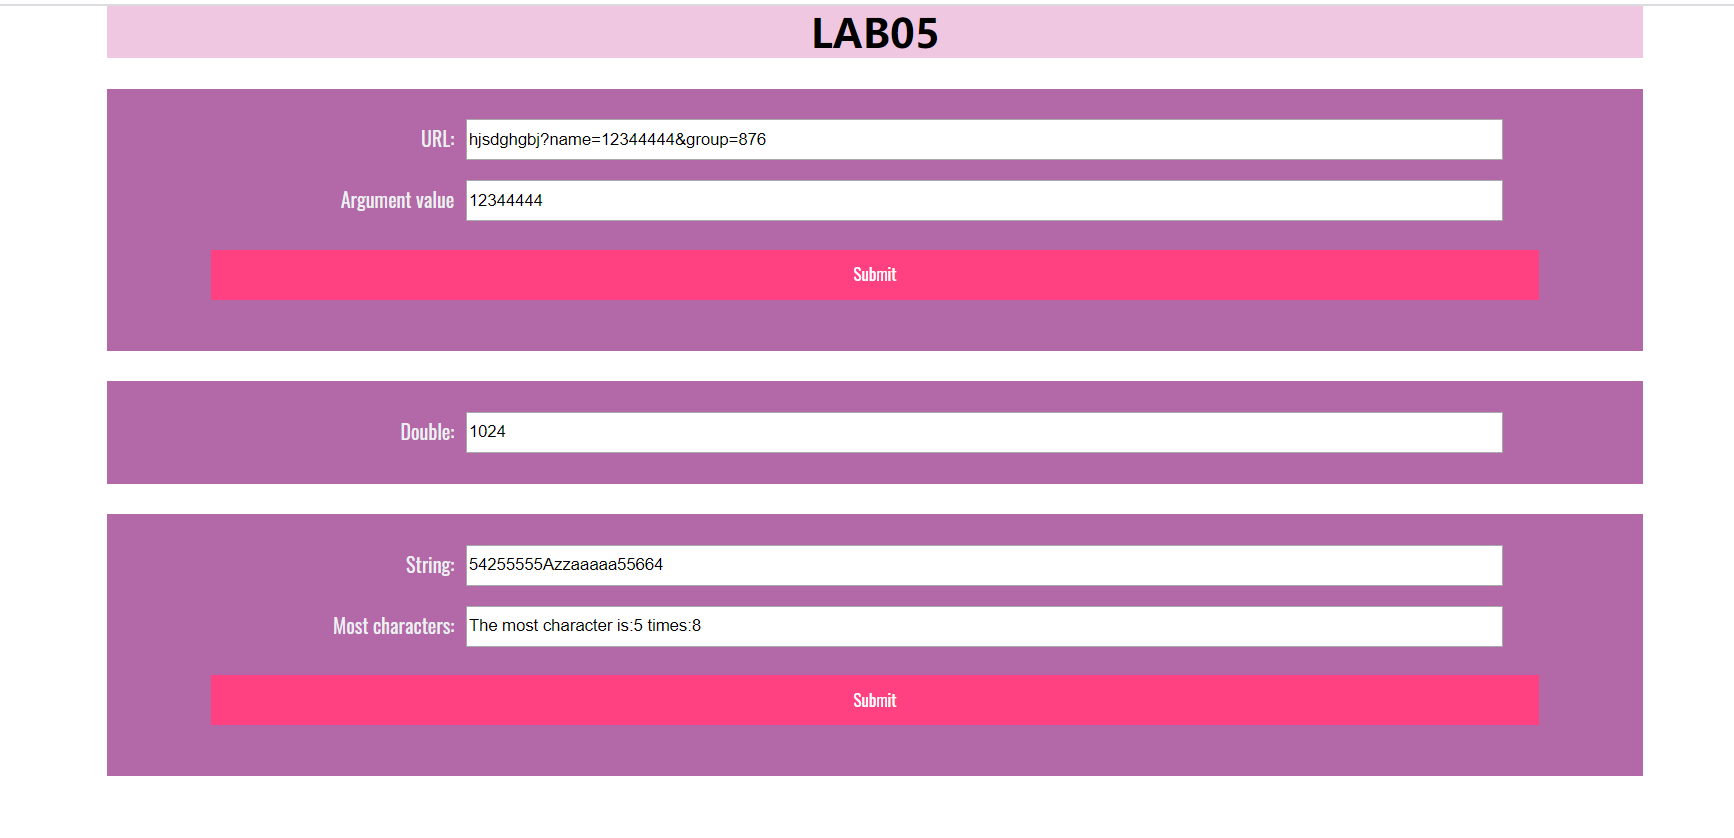 LAB05
URL: hjsdghgbj?name=12344444&group=876
Argument value 12344444
Submit
Double: 1024
String: 54255555Azzaaaaa55664
Most characters: The most character is:5 times:8
Submit